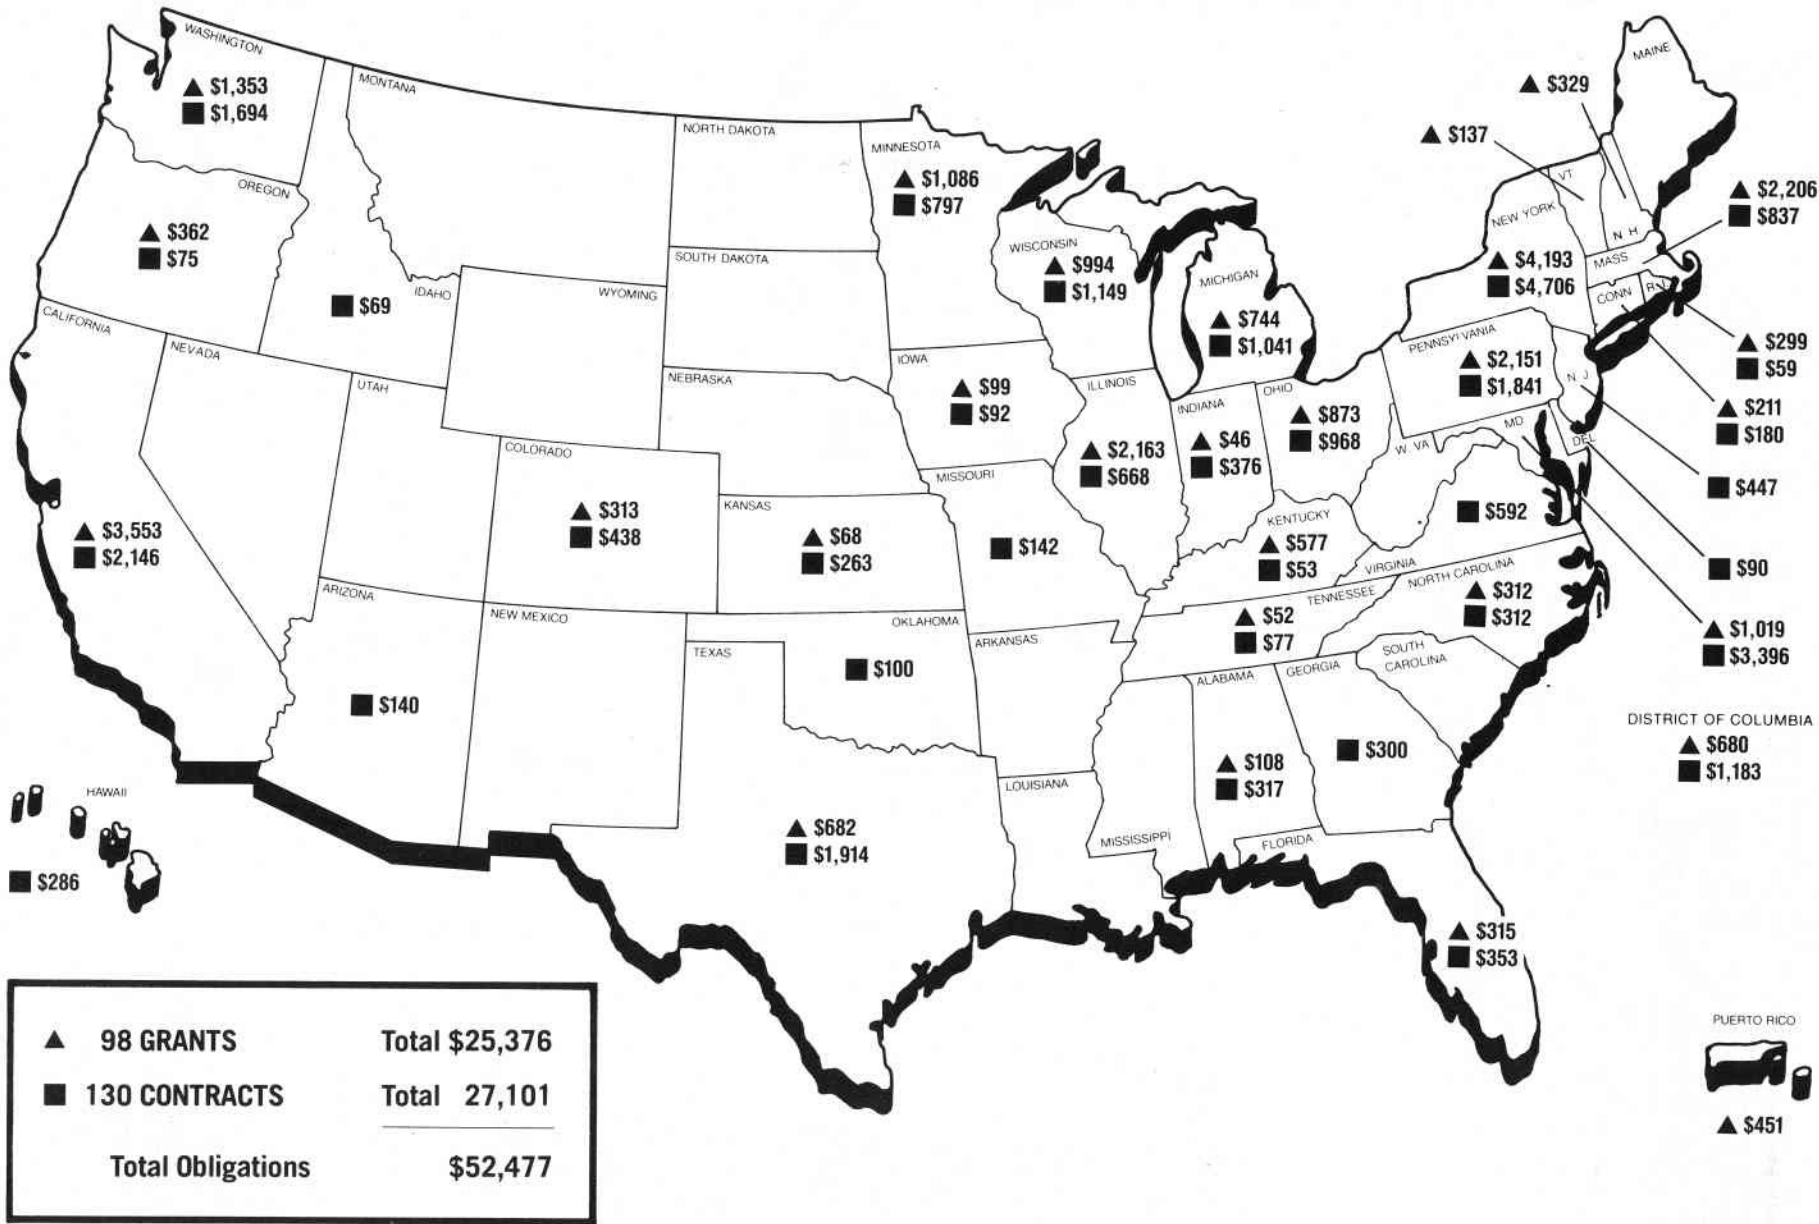 WASHINGTON
▲ $1,353
■ $1,694
MONTANA
NORTH DAKOTA
MINNESOTA
▲ $1,086
■ $797
MAINE
▲ $329
▲ $137
VT
N H
▲ $2,206
■ $837
OREGON
▲ $362
■ $75
IDAHO
■ $69
WYOMING
SOUTH DAKOTA
WISCONSIN
▲ $994
■ $1,149
MICHIGAN
▲ $744
■ $1,041
NEW YORK
▲ $4,193
■ $4,706
MASS
CONN
R I
▲ $299
■ $59
▲ $211
■ $180
CALIFORNIA
▲ $3,553
■ $2,146
NEVADA
UTAH
COLORADO
▲ $313
■ $438
NEBRASKA
IOWA
▲ $99
■ $92
ILLINOIS
▲ $2,163
■ $668
INDIANA
▲ $46
■ $376
OHIO
▲ $873
■ $968
PENNSYLVANIA
▲ $2,151
■ $1,841
N J
■ $447
W. VA
MD
DEL
■ $90
▲ $1,019
■ $3,396
KANSAS
▲ $68
■ $263
MISSOURI
■ $142
KENTUCKY
▲ $577
■ $53
■ $592
VIRGINIA
ARIZONA
■ $140
NEW MEXICO
TEXAS
▲ $682
■ $1,914
OKLAHOMA
■ $100
ARKANSAS
TENNESSEE
▲ $52
■ $77
NORTH CAROLINA
▲ $312
■ $312
SOUTH
CAROLINA
GEORGIA
■ $300
ALABAMA
▲ $108
■ $317
LOUISIANA
MISSISSIPPI
FLORIDA
▲ $315
■ $353
DISTRICT OF COLUMBIA
▲ $680
■ $1,183
HAWAII
■ $286
PUERTO RICO
▲ $451
▲ 98 GRANTS Total $25,376
■ 130 CONTRACTS Total 27,101
Total Obligations $52,477